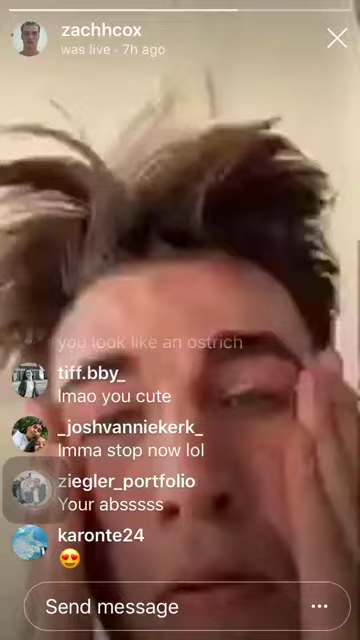 zachhcox
was live · 7h ago
you look like an ostrich
tiff.bby_
lmao you cute
_joshvanniekerk_
Imma stop now lol
ziegler_portfolio
Your absssss
karonte24
😍
Send message